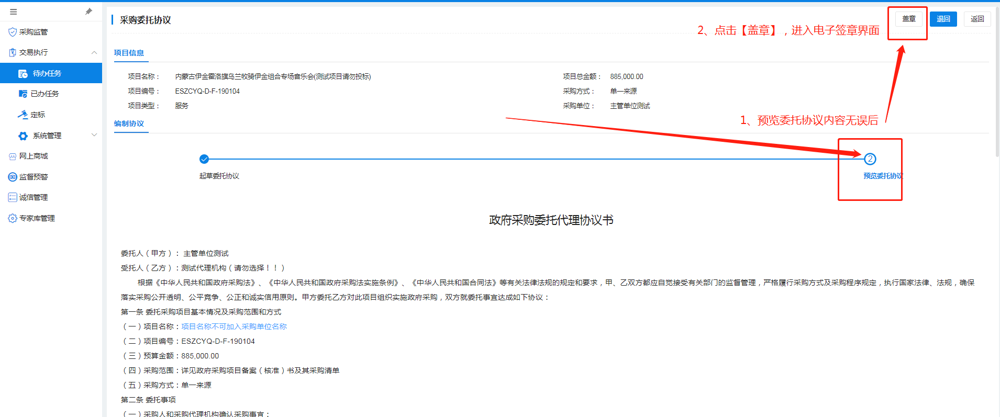 采购监管
交易执行
待办任务
已办任务
定标
系统管理
网上商城
监督预警
诚信管理
专家库管理
采购委托协议
2、点击【盖章】，进入电子签章界面
盖章
退回
返回
项目信息
项目名称： 内蒙古伊金霍洛旗乌兰牧骑伊金组合专场音乐会(测试项目请勿投标)
项目总金额： 885,000.00
项目编号： ESZCYQ-D-F-190104
采购方式： 单一来源
项目类型： 服务
采购单位： 主管单位测试
1、预览委托协议内容无误后
编制协议
2
起草委托协议
预览委托协议
政府采购委托代理协议书
委托人（甲方）： 主管单位测试
受托人（乙方）：测试代理机构（请勿选择！！）
根据《中华人民共和国政府采购法》、《中华人民共和国政府采购法实施条例》、《中华人民共和国合同法》等有关法律法规的规定和要求，甲、乙双方都应自觉接受有关部门的监督管理，严格履行采购方式及采购程序规定，执行国家法律、法规，确保
落实采购公开透明、公平竞争、公正和诚实信用原则。甲方委托乙方对此项目组织实施政府采购，双方就委托事宜达成如下协议：
第一条 委托采购项目基本情况及采购范围和方式
（一）项目名称：项目名称不可加入采购单位名称
（二）项目编号：ESZCYQ-D-F-190104
（三）预算金额：885,000.00
（四）采购范围：详见政府采购项目备案（核准）书及其采购清单
（五）采购方式：单一来源
第二条 委托事项
（一）采购人和采购代理机构确认采购事宜：